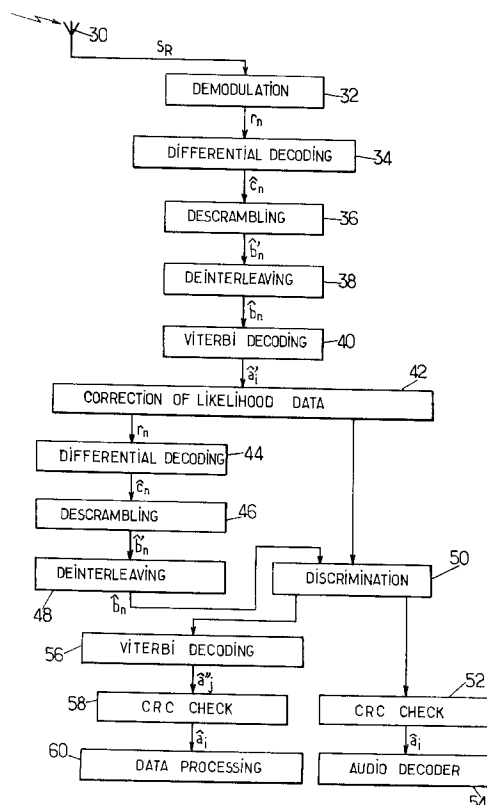 30
S_R
DEMODULATION
32
r_n
DIFFERENTIAL DECODING
34
ĉ_n
DESCRAMBLING
36
b̂'_n
DEINTERLEAVING
38
b̂_n
VITERBI DECODING
40
â'_i
42
CORRECTION OF LIKELIHOOD DATA
r_n
DIFFERENTIAL DECODING
44
ĉ_n
DESCRAMBLING
46
b̂'_n
DEINTERLEAVING
48
b̂_n
DISCRIMINATION
50
56
VITERBI DECODING
â"_j
58
CRC CHECK
52
CRC CHECK
â_i
â_i
60
DATA PROCESSING
AUDIO DECODER
54